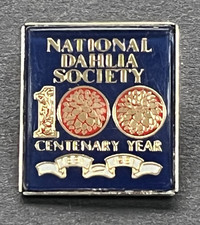 NATIONAL
DAHLIA
SOCIETY
100
CENTENARY YEAR